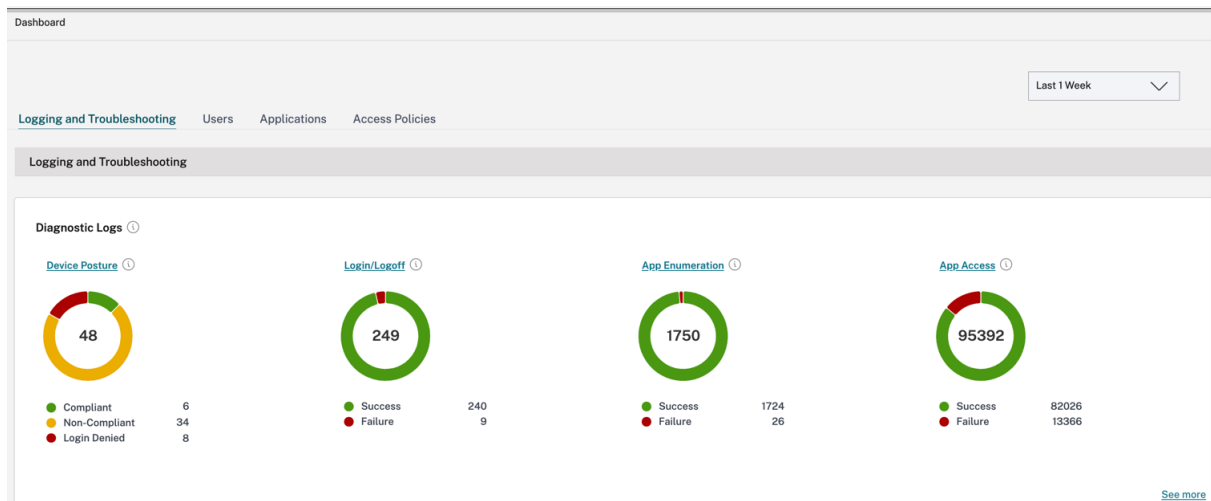 Dashboard
Last 1 Week
Logging and Troubleshooting Users Applications Access Policies
Logging and Troubleshooting
Diagnostic Logs
Device Posture Login/Logoff App Enumeration App Access
48 249 1750 95392
Compliant 6 Success 240 Success 1724 Success 82026
Non-Compliant 34 Failure 9 Failure 26 Failure 13366
Login Denied 8
See more